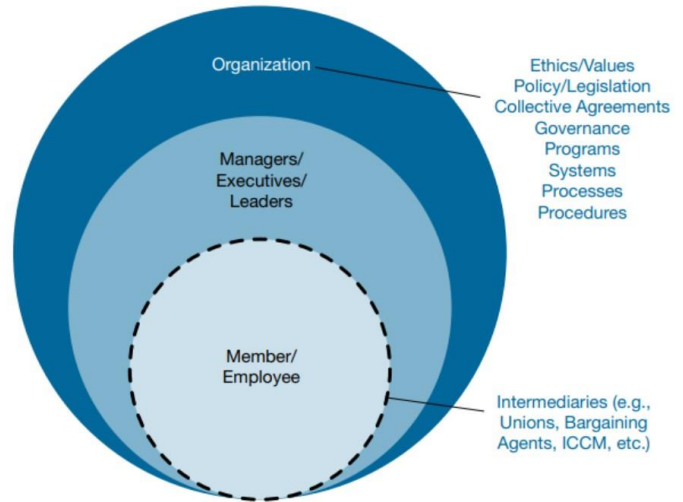 Organization
Ethics/Values
Policy/Legislation
Collective Agreements
Governance
Programs
Systems
Processes
Procedures
Managers/
Executives/
Leaders
Member/
Employee
Intermediaries (e.g.,
Unions, Bargaining
Agents, ICCM, etc.)